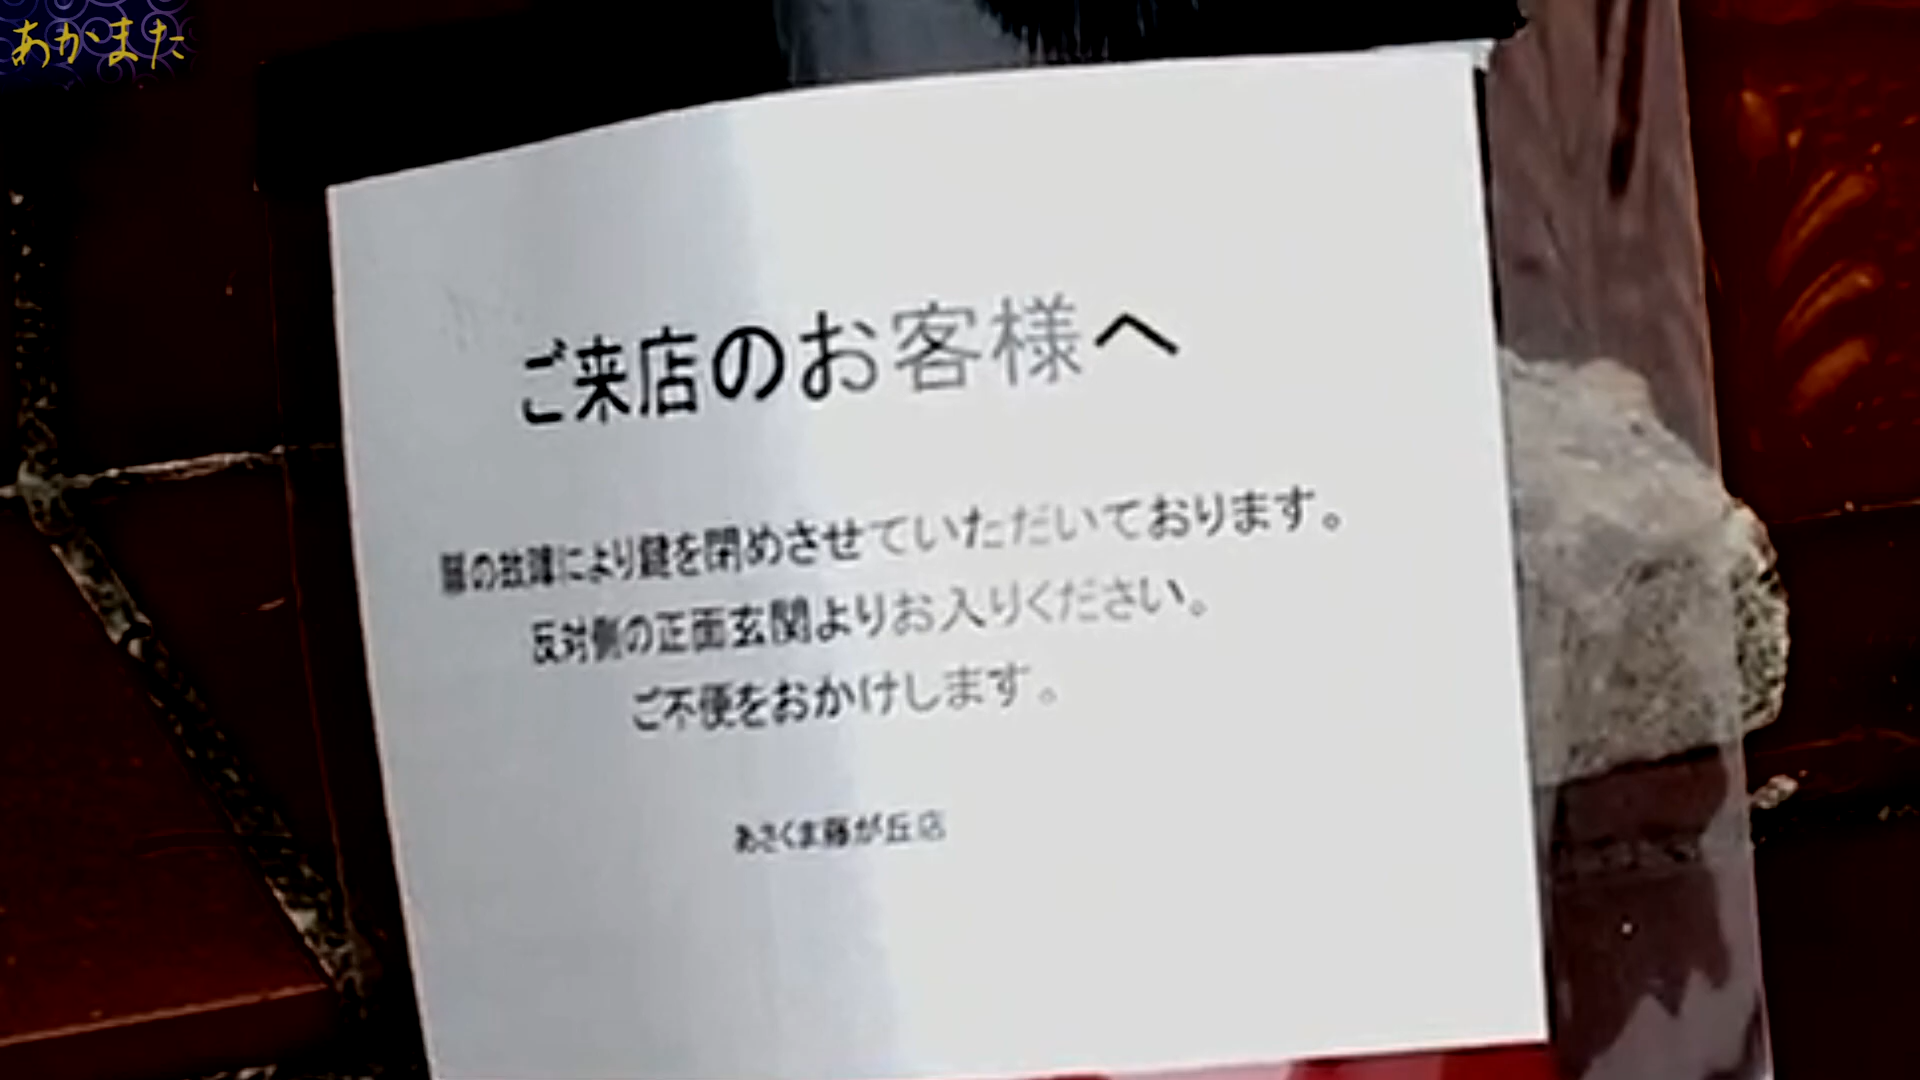 あかまた
ご来店のお客様へ
扉の故障により鍵を閉めさせていただいております。
反対側の正面玄関よりお入りください。
ご不便をおかけします。
あさくま藤が丘店